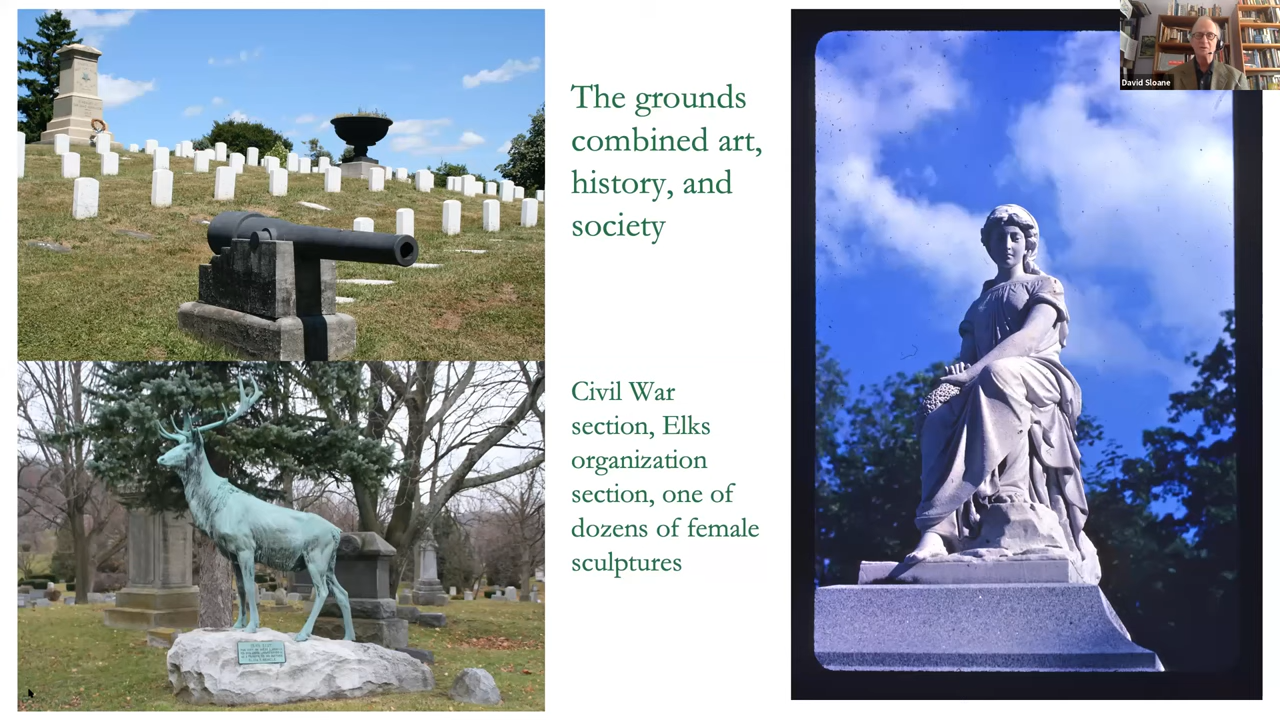 The grounds
combined art,
history, and
society
Civil War
section, Elks
organization
section, one of
dozens of female
sculptures
David Sloane